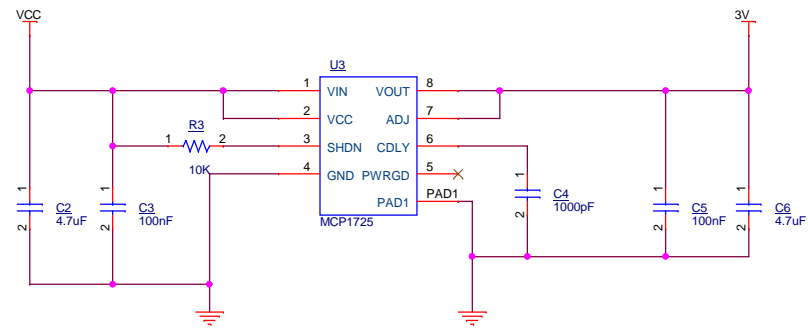 VCC
3V
U3
1 VIN VOUT 8
2 VCC ADJ 7
R3
1 2 3 SHDN CDLY 6
10K 4 GND PWRGD 5
PAD1 PAD1
MCP1725
1
2
C2
4.7uF
1
2
C3
100nF
1
2
C4
1000pF
1
2
C5
100nF
1
2
C6
4.7uF